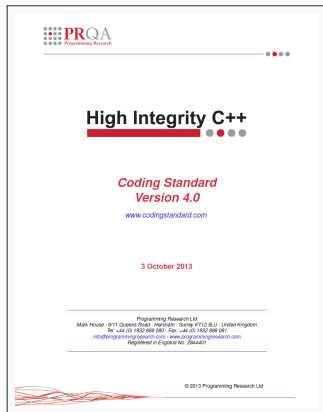 PRQA
Programming Research
High Integrity C++
Coding Standard
Version 4.0
www.codingstandard.com
3 October 2013
Programming Research Ltd
Mark House - 9/11 Queens Road - Hersham - Surrey KT12 5LU - United Kingdom
Tel: +44 (0) 1932 888 080 - Fax: +44 (0) 1932 888 081
info@programmingresearch.com - www.programmingresearch.com
Registered in England No. 2844401
© 2013 Programming Research Ltd